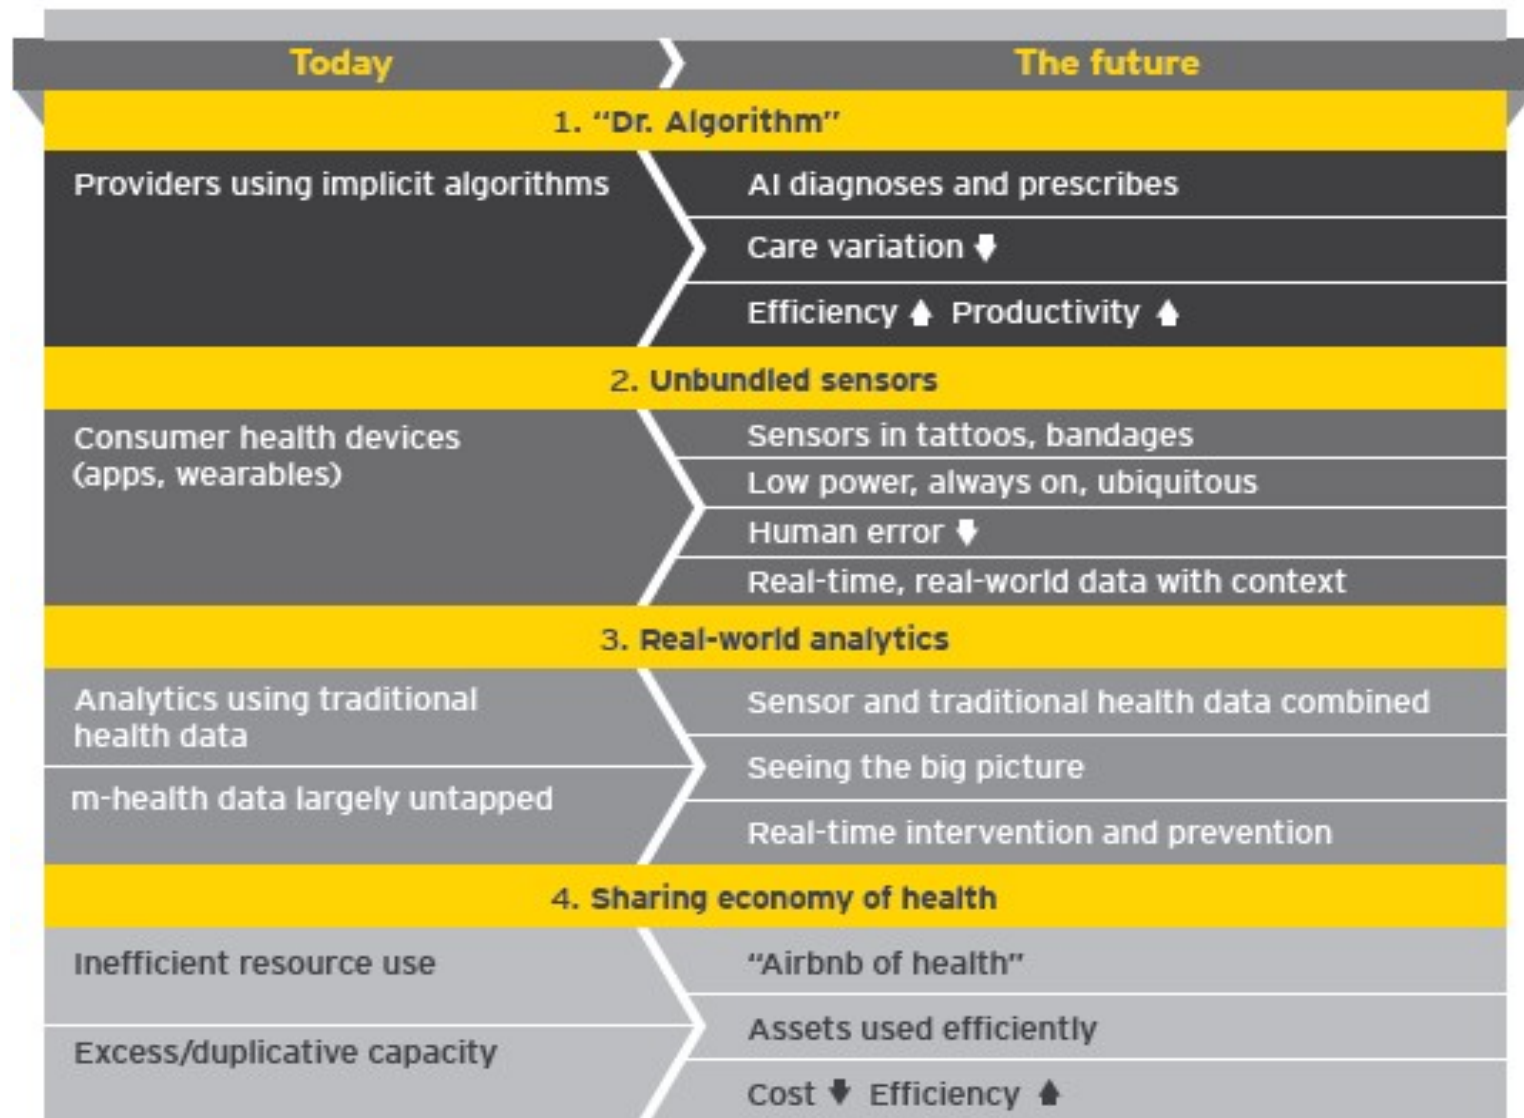 Today
The future
1. “Dr. Algorithm”
Providers using implicit algorithms
AI diagnoses and prescribes
Care variation
Efficiency Productivity
2. Unbundled sensors
Consumer health devices
(apps, wearables)
Sensors in tattoos, bandages
Low power, always on, ubiquitous
Human error
Real-time, real-world data with context
3. Real-world analytics
Analytics using traditional
health data
m-health data largely untapped
Sensor and traditional health data combined
Seeing the big picture
Real-time intervention and prevention
4. Sharing economy of health
Inefficient resource use
Excess/duplicative capacity
“Airbnb of health”
Assets used efficiently
Cost Efficiency